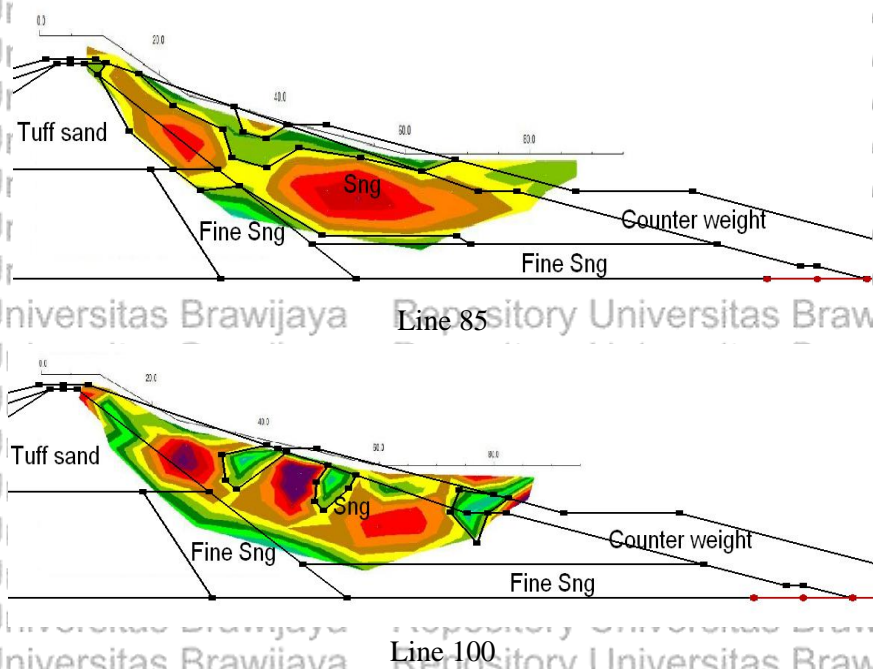 0.0
20.0
40.0
60.0
80.0
Tuff sand
Sng
Fine Sng
Counter weight
Fine Sng
niversitas Brawijaya Repository Universitas Braw
Line 85
0.0
20.0
40.0
60.0
80.0
Tuff sand
Sng
Fine Sng
Counter weight
Fine Sng
Line 100
niversitas Brawijaya Repository Universitas Braw